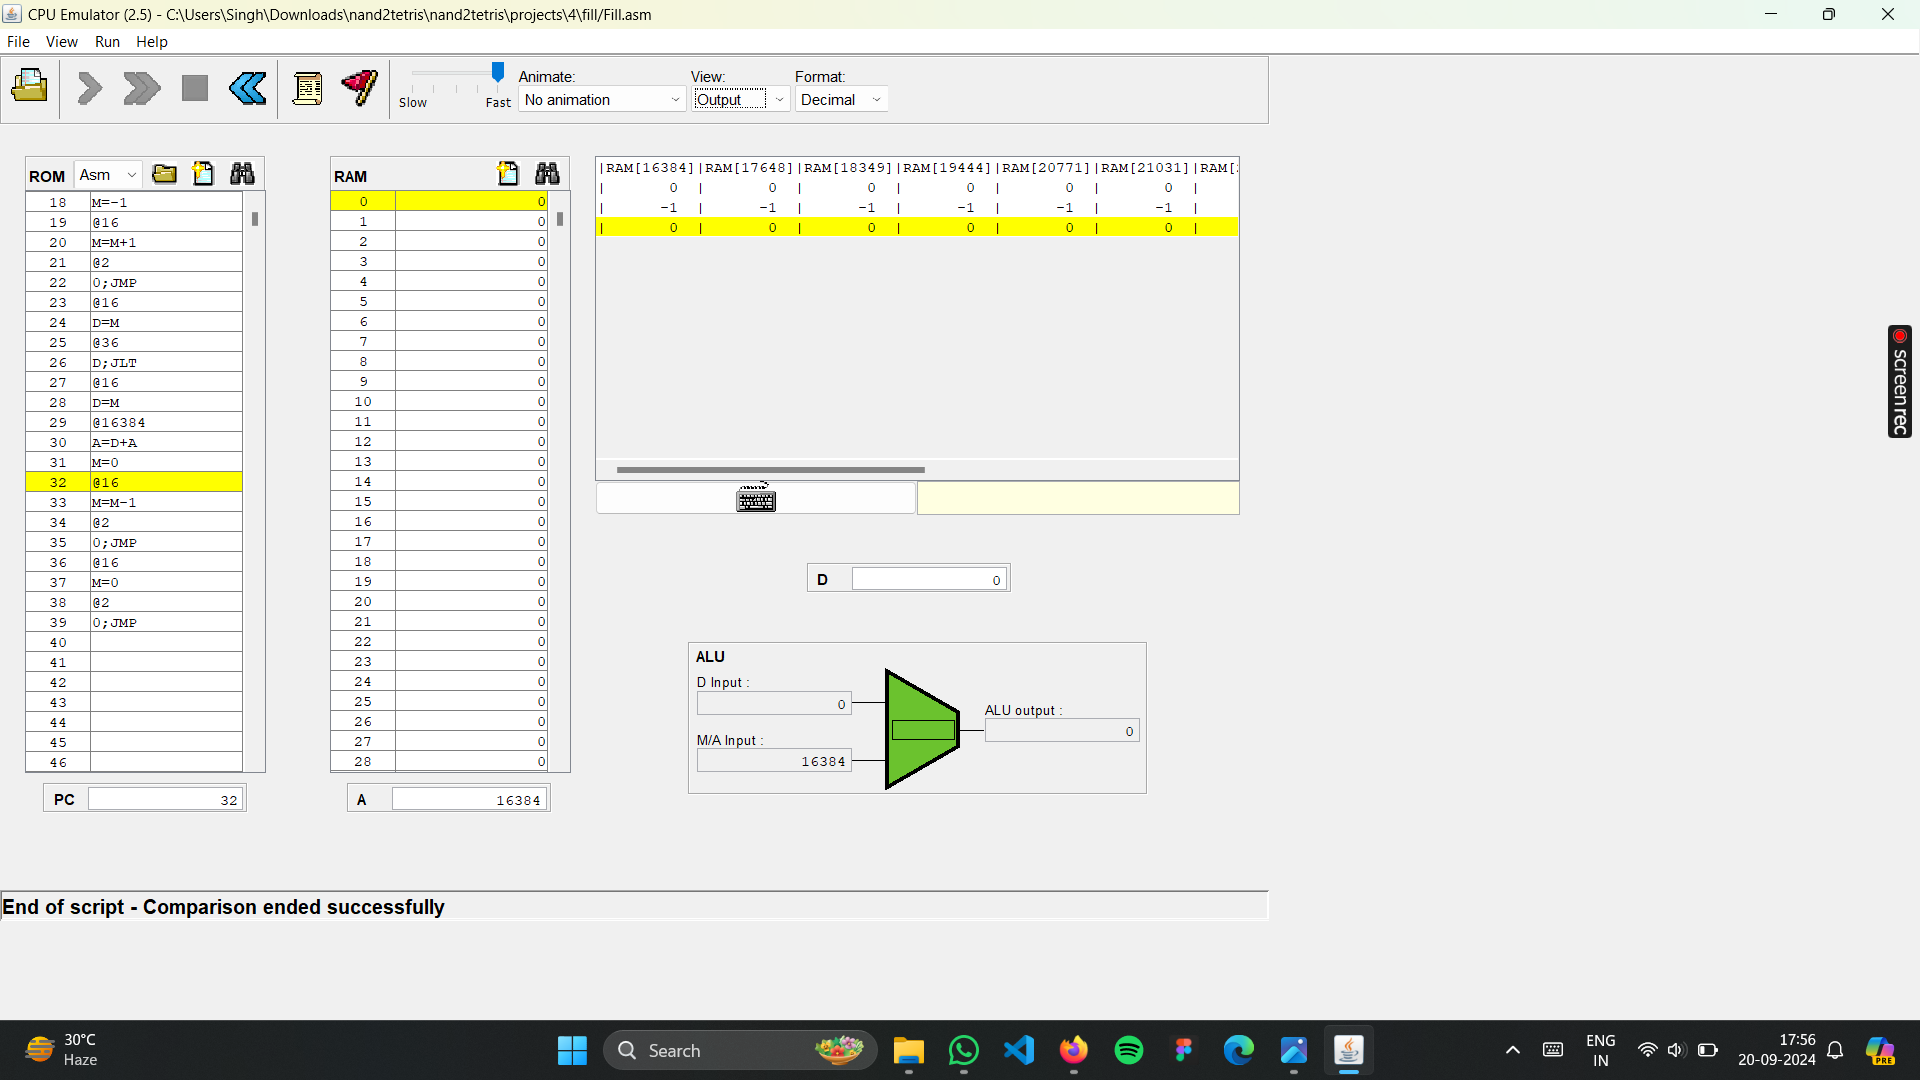 CPU Emulator (2.5) - C:\Users\Singh\Downloads\nand2tetris\nand2tetris\projects\4\fill/Fill.asm
File View Run Help
Slow Fast
Animate:
No animation
View:
Output
Format:
Decimal
ROM Asm
18 M=-1
19 @16
20 M=M+1
21 @2
22 0;JMP
23 @16
24 D=M
25 @36
26 D;JLT
27 @16
28 D=M
29 @16384
30 A=D+A
31 M=0
32 @16
33 M=M-1
34 @2
35 0;JMP
36 @16
37 M=0
38 @2
39 0;JMP
40
41
42
43
44
45
46
PC 32
RAM
0 0
1 0
2 0
3 0
4 0
5 0
6 0
7 0
8 0
9 0
10 0
11 0
12 0
13 0
14 0
15 0
16 0
17 0
18 0
19 0
20 0
21 0
22 0
23 0
24 0
25 0
26 0
27 0
28 0
A 16384
|RAM[16384]|RAM[17648]|RAM[18349]|RAM[19444]|RAM[20771]|RAM[21031]|RAM[
| 0 | 0 | 0 | 0 | 0 | 0 |
| -1 | -1 | -1 | -1 | -1 | -1 |
| 0 | 0 | 0 | 0 | 0 | 0 |
D 0
ALU
D Input :
0
M/A Input :
16384
ALU output :
0
screenrec
End of script - Comparison ended successfully
30°C
Haze
Search
PRE
ENG
IN
17:56
20-09-2024